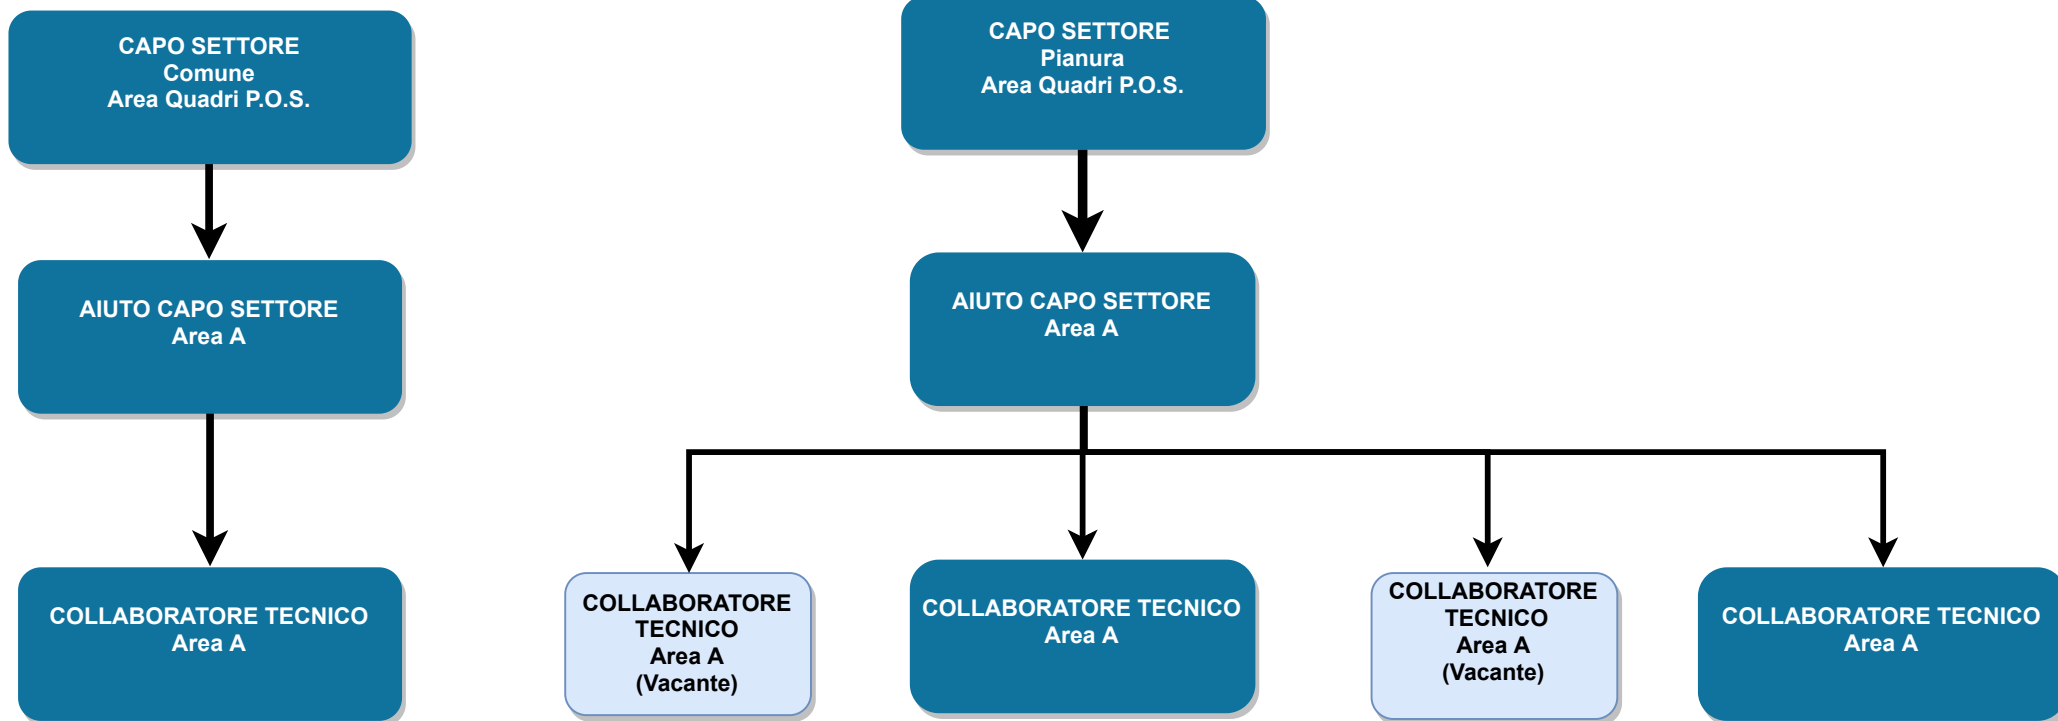 CAPO SETTORE
Comune
Area Quadri P.O.S.
CAPO SETTORE
Pianura
Area Quadri P.O.S.
AIUTO CAPO SETTORE
Area A
AIUTO CAPO SETTORE
Area A
COLLABORATORE TECNICO
Area A
COLLABORATORE
TECNICO
Area A
(Vacante)
COLLABORATORE TECNICO
Area A
COLLABORATORE
TECNICO
Area A
(Vacante)
COLLABORATORE TECNICO
Area A